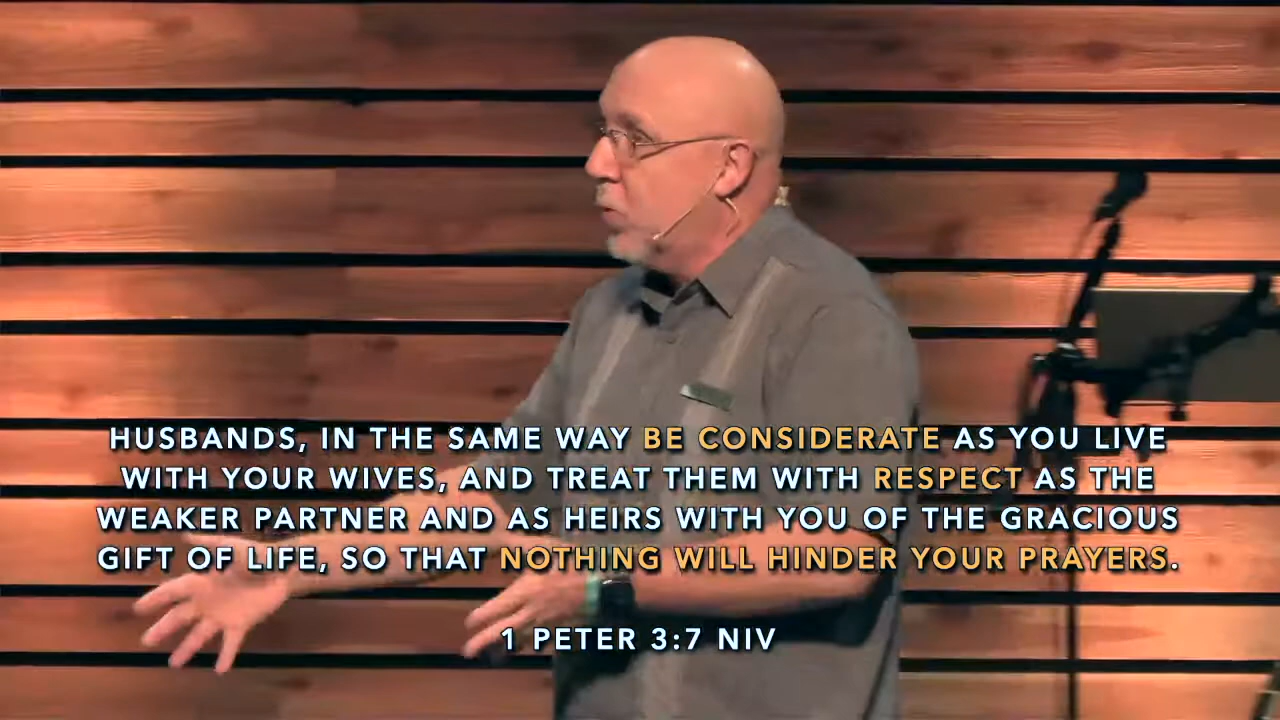 HUSBANDS, IN THE SAME WAY BE CONSIDERATE AS YOU LIVE
WITH YOUR WIVES, AND TREAT THEM WITH RESPECT AS THE
WEAKER PARTNER AND AS HEIRS WITH YOU OF THE GRACIOUS
GIFT OF LIFE, SO THAT NOTHING WILL HINDER YOUR PRAYERS.
1 PETER 3:7 NIV